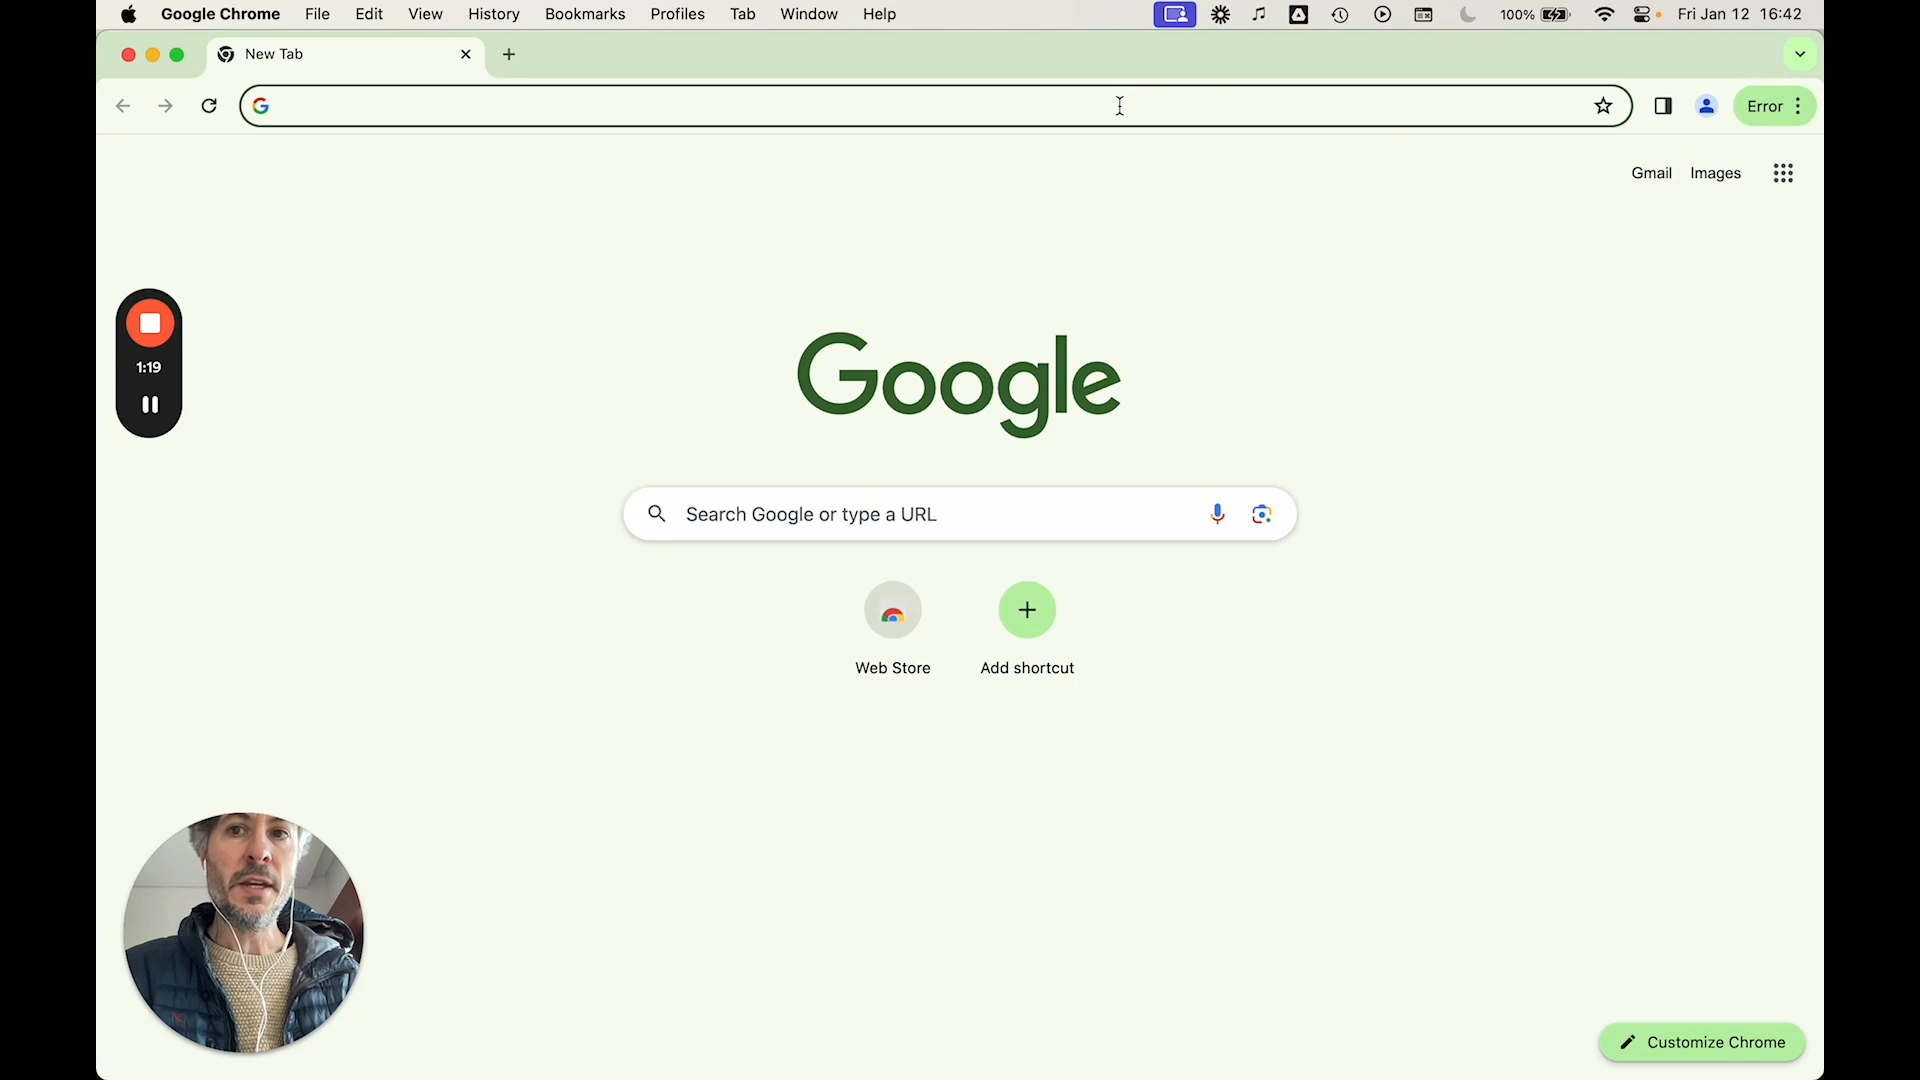 Google Chrome File Edit View History Bookmarks Profiles Tab Window Help 100% Fri Jan 12 16:42
New Tab
Error
Gmail Images
1:19
Google
Search Google or type a URL
Web Store Add shortcut
Customize Chrome